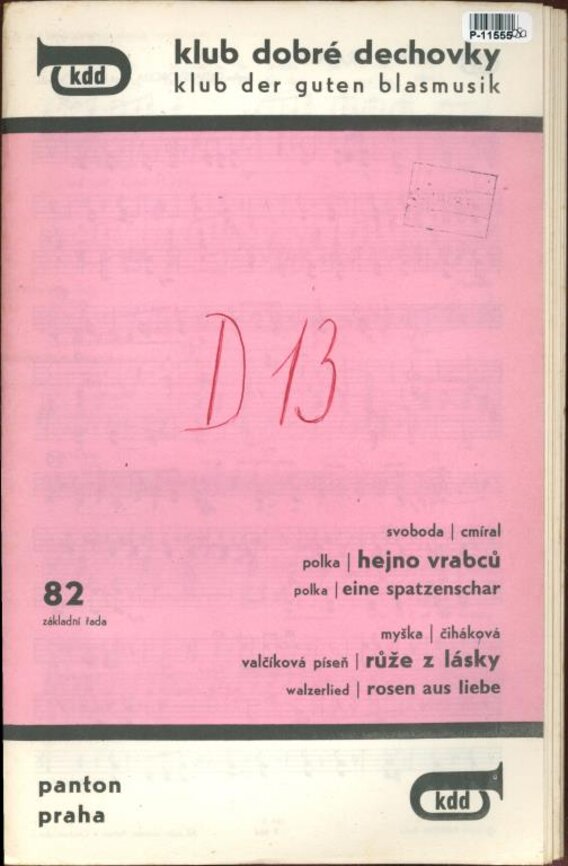 P-11555
kdd
klub dobré dechovky
klub der guten blasmusik
D 13
svoboda | cmíral
polka | hejno vrabců
polka | eine spatzenschar
82
základní řada
myška | čiháková
valčíková píseň | růže z lásky
walzerlied | rosen aus liebe
panton
praha
kdd